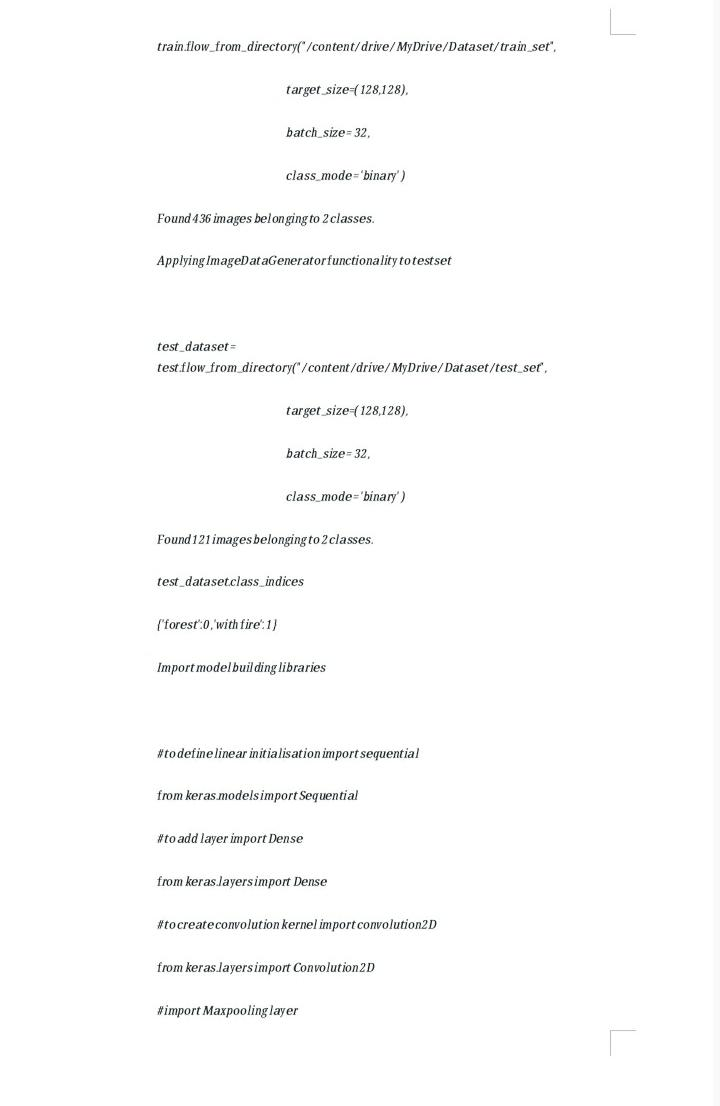 train.flow_from_directory("/content/drive/MyDrive/Dataset/train_set",
target_size=(128,128),
batch_size=32,
class_mode='binary' )
Found 436 images belonging to 2 classes.
Applying ImageDataGenerator functionality to testset
test_dataset=
test.flow_from_directory("/content/drive/MyDrive/Dataset/test_set",
target_size=(128,128),
batch_size=32,
class_mode='binary' )
Found 121 images belonging to 2 classes.
test_dataset.class_indices
{'forest':0,'with fire':1}
Import model building libraries
#to define linear initialisation import sequential
from keras.models import Sequential
#to add layer import Dense
from keras.layers import Dense
#to create convolution kernel import convolution2D
from keras.layers import Convolution2D
#import Maxpooling layer